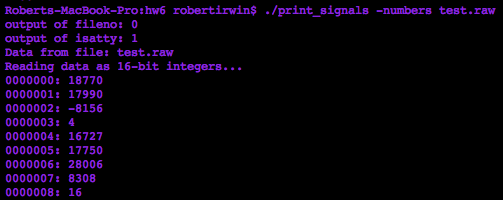 Roberts-MacBook-Pro:hw6 robertirwin$ ./print_signals -numbers test.raw
output of fileno: 0
output of isatty: 1
Data from file: test.raw
Reading data as 16-bit integers...
0000000: 18770
0000001: 17990
0000002: -8156
0000003: 4
0000004: 16727
0000005: 17750
0000006: 28006
0000007: 8308
0000008: 16